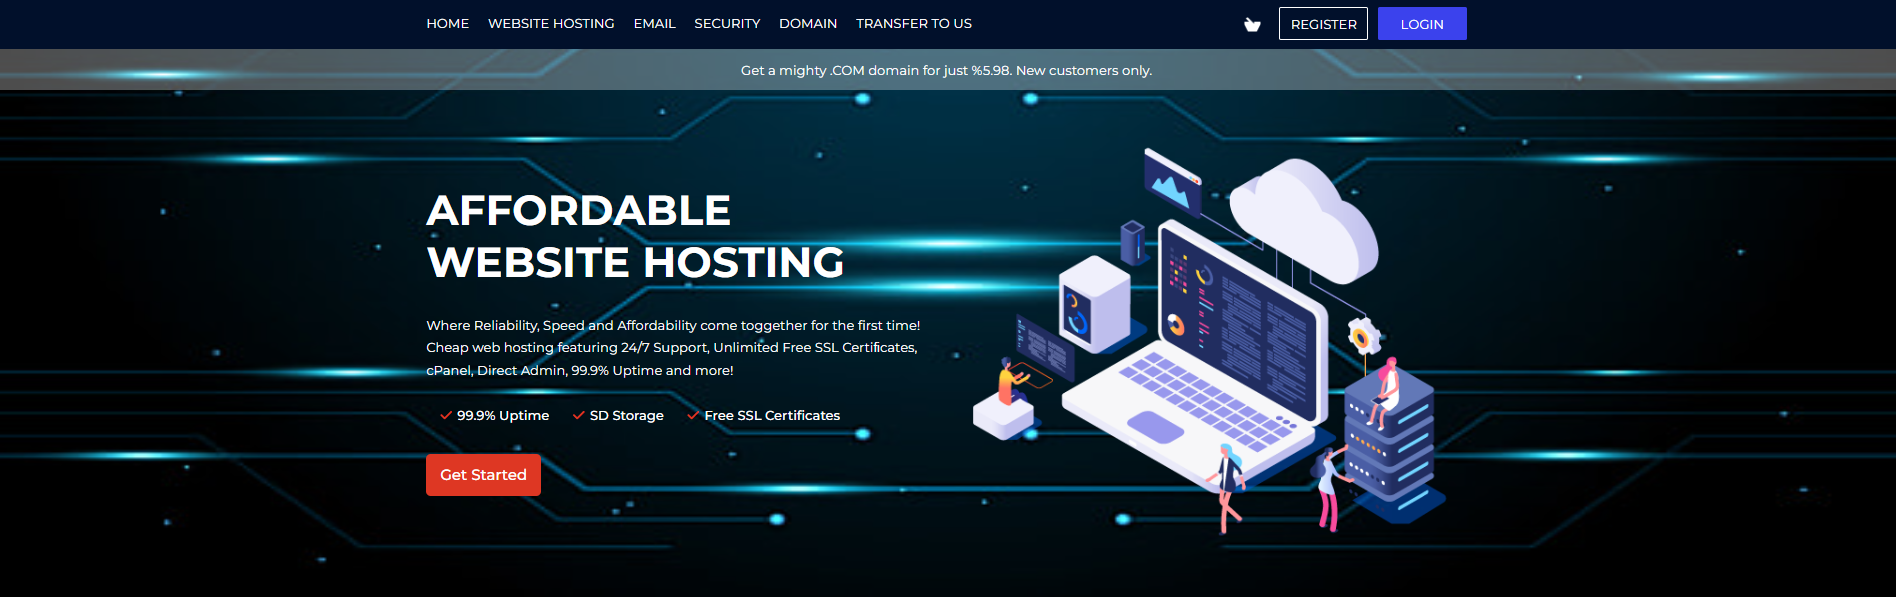 HOME WEBSITE HOSTING EMAIL SECURITY DOMAIN TRANSFER TO US REGISTER LOGIN
Get a mighty .COM domain for just %5.98. New customers only.
AFFORDABLE
WEBSITE HOSTING
Where Reliability, Speed and Affordability come toggether for the first time!
Cheap web hosting featuring 24/7 Support, Unlimited Free SSL Certificates,
cPanel, Direct Admin, 99.9% Uptime and more!
99.9% Uptime SD Storage Free SSL Certificates
Get Started